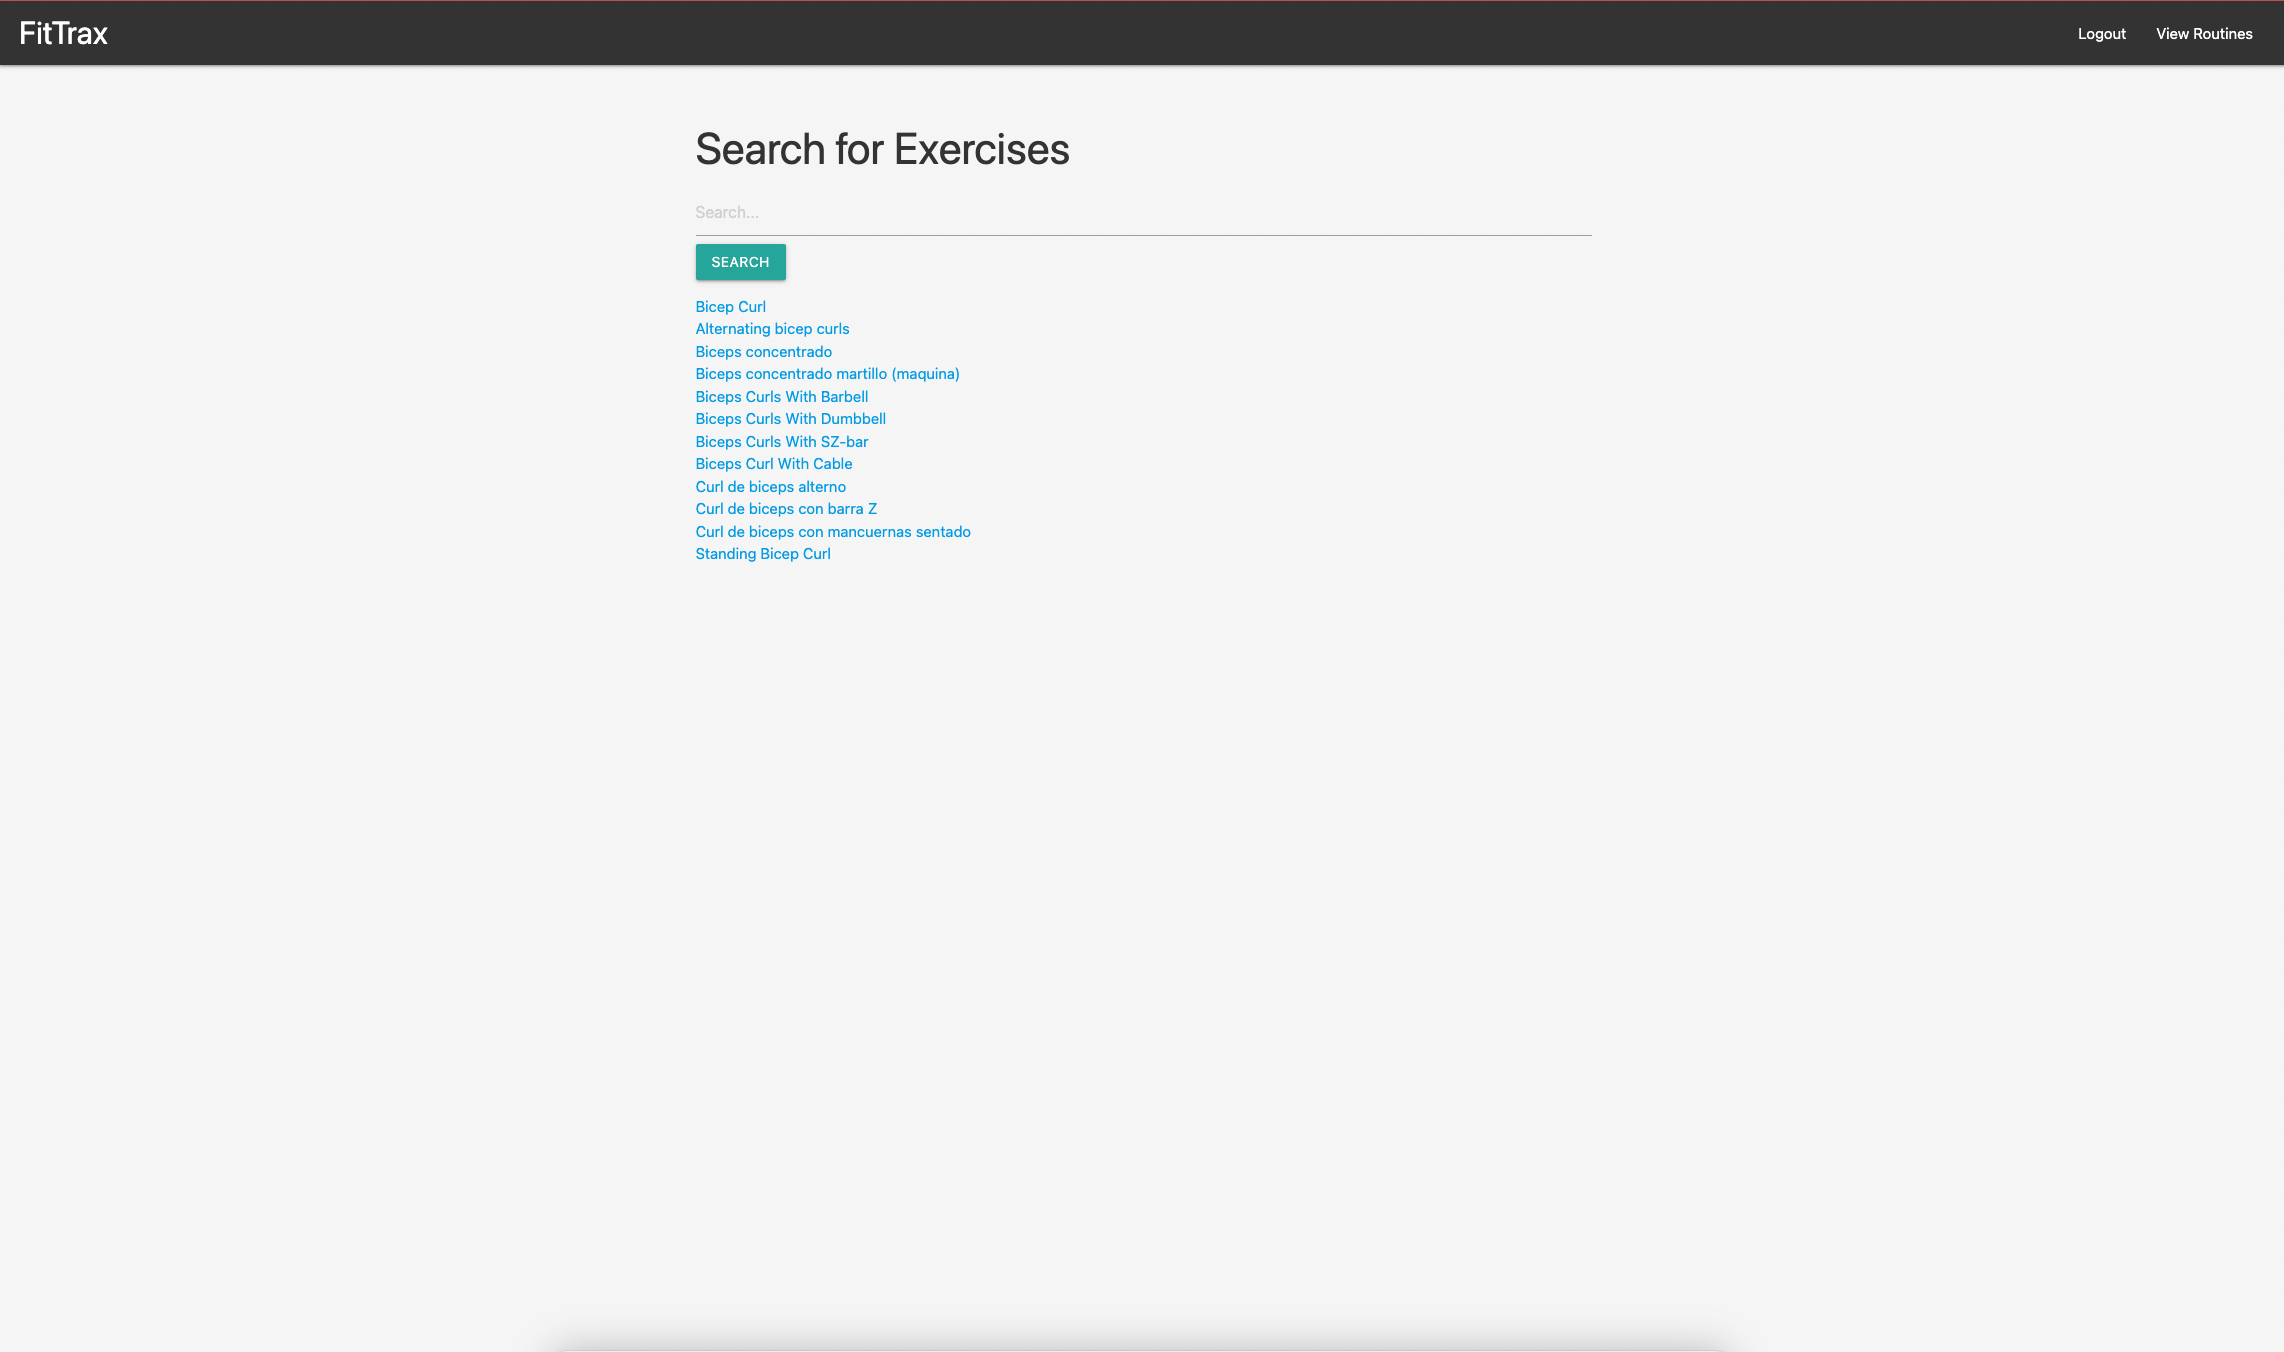 FitTrax
Logout
View Routines
Search for Exercises
Search...
SEARCH
Bicep Curl
Alternating bicep curls
Biceps concentrado
Biceps concentrado martillo (maquina)
Biceps Curls With Barbell
Biceps Curls With Dumbbell
Biceps Curls With SZ-bar
Biceps Curl With Cable
Curl de biceps alterno
Curl de biceps con barra Z
Curl de biceps con mancuernas sentado
Standing Bicep Curl